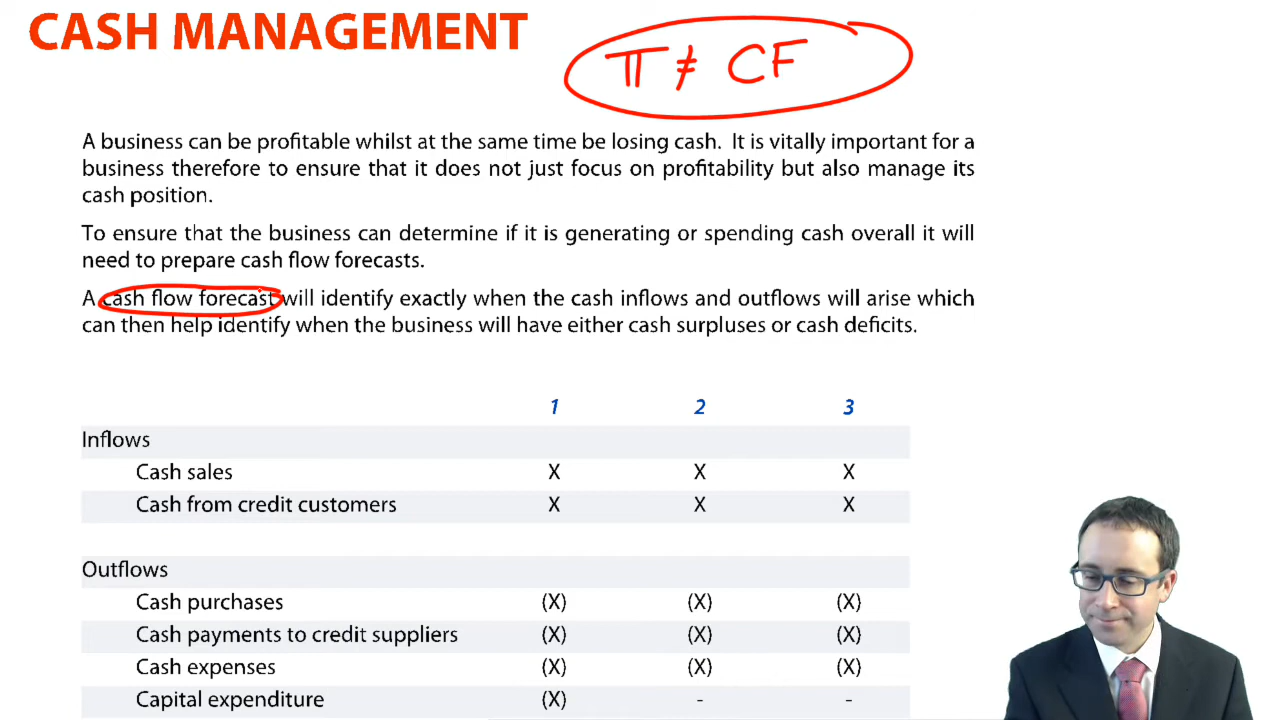 CASH MANAGEMENT
π ≠ CF
A business can be profitable whilst at the same time be losing cash. It is vitally important for a
business therefore to ensure that it does not just focus on profitability but also manage its
cash position.
To ensure that the business can determine if it is generating or spending cash overall it will
need to prepare cash flow forecasts.
A cash flow forecast will identify exactly when the cash inflows and outflows will arise which
can then help identify when the business will have either cash surpluses or cash deficits.
1 2 3
Inflows
Cash sales X X X
Cash from credit customers X X X
Outflows
Cash purchases (X) (X) (X)
Cash payments to credit suppliers (X) (X) (X)
Cash expenses (X) (X) (X)
Capital expenditure (X) - -